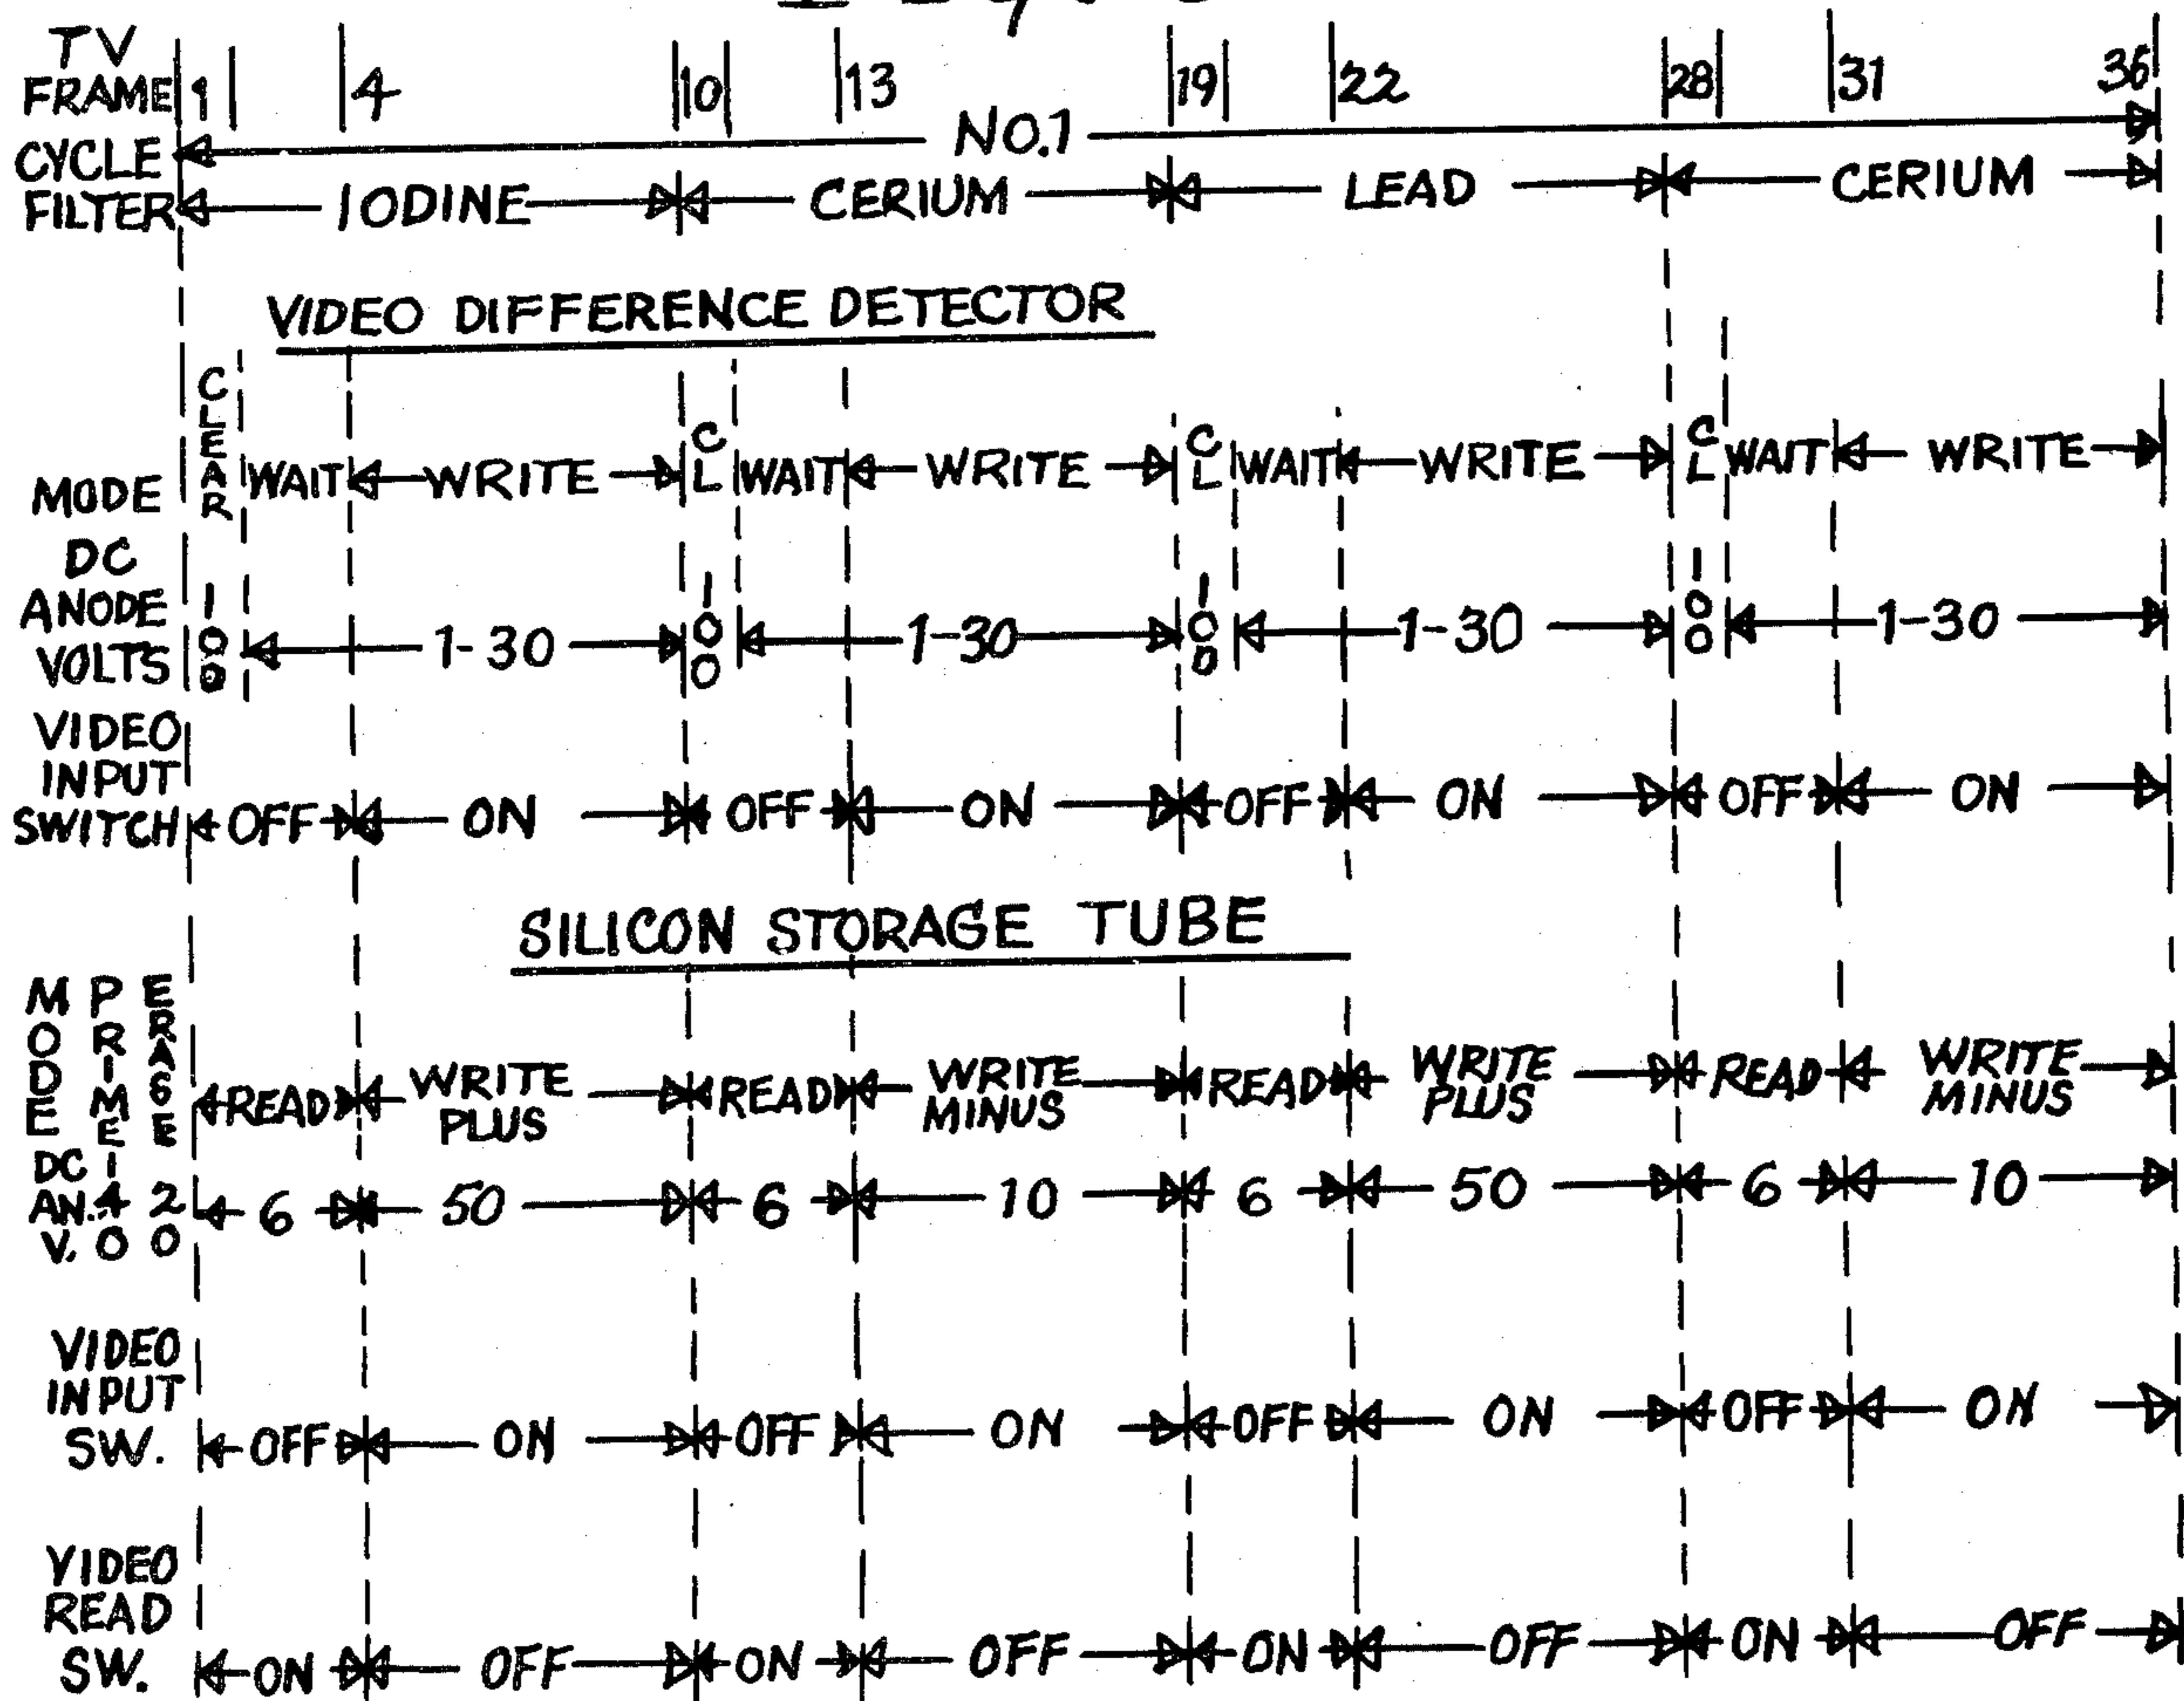 TV FRAME 1 4 10 13 19 22 28 31 36
CYCLE NO.1
FILTER IODINE CERIUM LEAD CERIUM
VIDEO DIFFERENCE DETECTOR
MODE CLEAR WAIT WRITE CL WAIT WRITE CL WAIT WRITE CL WAIT WRITE
DC ANODE VOLTS 100 1-30 100 1-30 100 1-30 100 1-30
VIDEO INPUT SWITCH OFF ON OFF ON OFF ON OFF ON
SILICON STORAGE TUBE
MODE PRIME ERASE READ WRITE PLUS READ WRITE MINUS READ WRITE PLUS READ WRITE MINUS
DC AN. V. 140 20 6 50 6 10 6 50 6 10
VIDEO INPUT SW. OFF ON OFF ON OFF ON OFF ON
VIDEO READ SW. ON OFF ON OFF ON OFF ON OFF